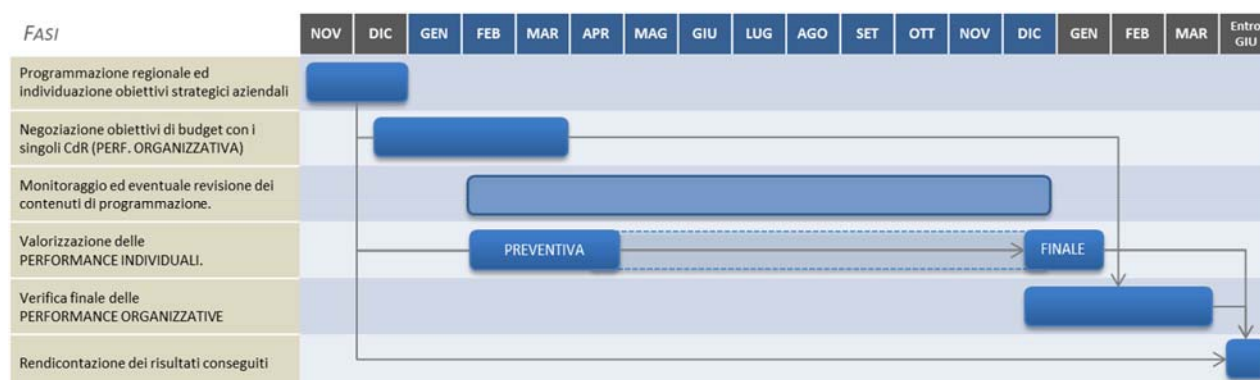 FASI NOV DIC GEN FEB MAR APR MAG GIU LUG AGO SET OTT NOV DIC GEN FEB MAR Entro
GIU
Programmazione regionale ed
individuazione obiettivi strategici aziendali
Negoziazione obiettivi di budget con i
singoli CdR (PERF. ORGANIZZATIVA)
Monitoraggio ed eventuale revisione dei
contenuti di programmazione.
Valorizzazione delle
PERFORMANCE INDIVIDUALI.
PREVENTIVA FINALE
Verifica finale delle
PERFORMANCE ORGANIZZATIVE
Rendicontazione dei risultati conseguiti